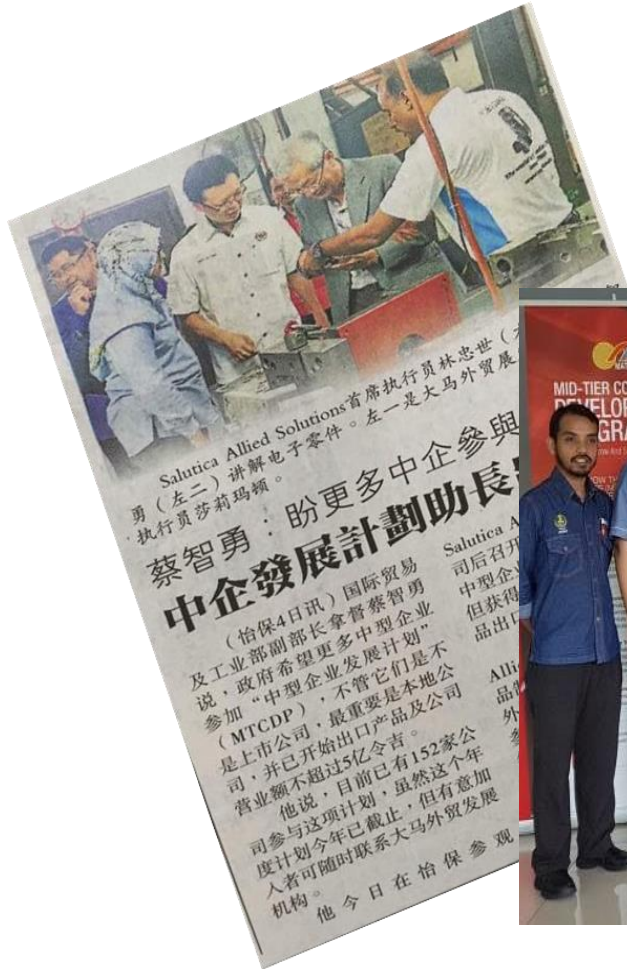 Salutica Allied Solutions首席执行员林忠世（
勇（左二）讲解电子零件。左一是大马外贸展
执行员莎莉玛顿。
蔡智勇：盼更多中企參與
中企發展計劃助長
（怡保4日讯）国际贸易
及工业部副部长拿督蔡智勇
说，政府希望更多中型企业
参加“中型企业发展计划”
（MTCDP），不管它们是不
是上市公司，最重要是本地公
司，并已开始出口产品及公司
营业额不超过5亿令吉。
他说，目前已有152家公
司参与这项计划，虽然这个年
度计划今年已截止，但有意加
入者可随时联系大马外贸发展
机构。
他今日在怡保参观
Salutica A
司后召开
中型企
但获得
品出口
Alli
品
外
MID-TIER CO
DEVELOP
GRA